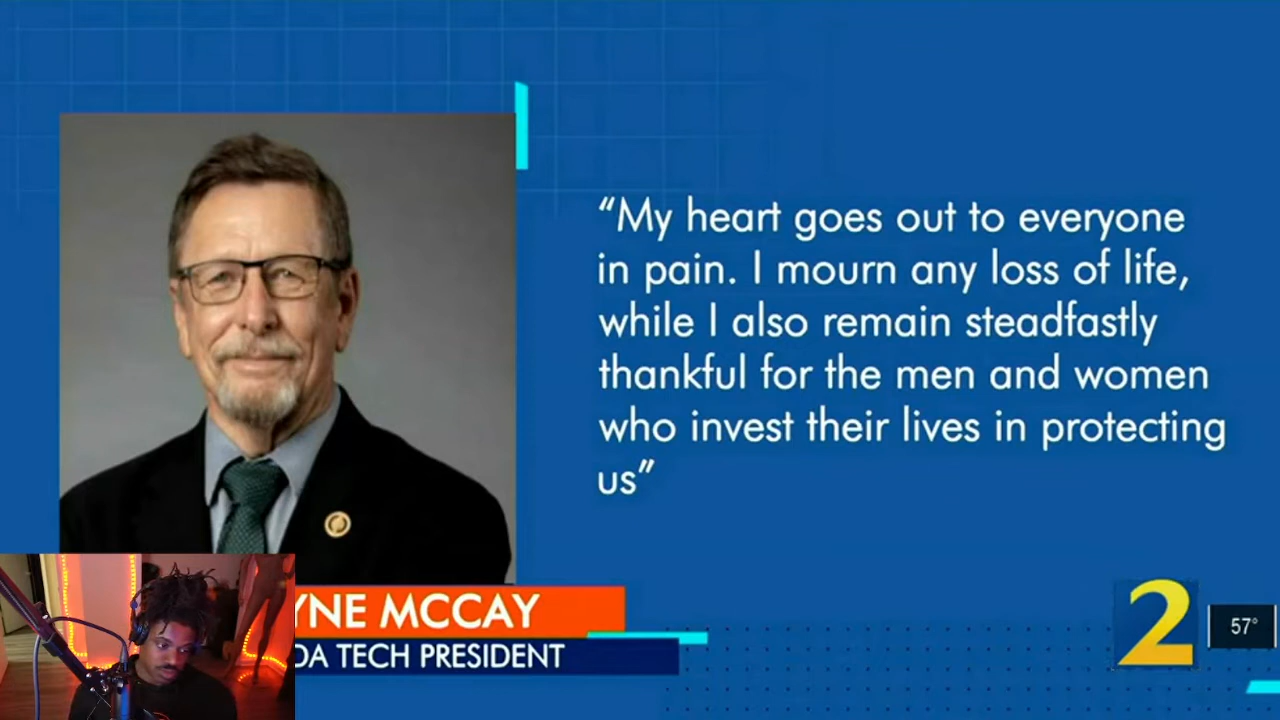 “My heart goes out to everyone
in pain. I mourn any loss of life,
while I also remain steadfastly
thankful for the men and women
who invest their lives in protecting
us”
YNE MCCAY
DA TECH PRESIDENT
2
57°